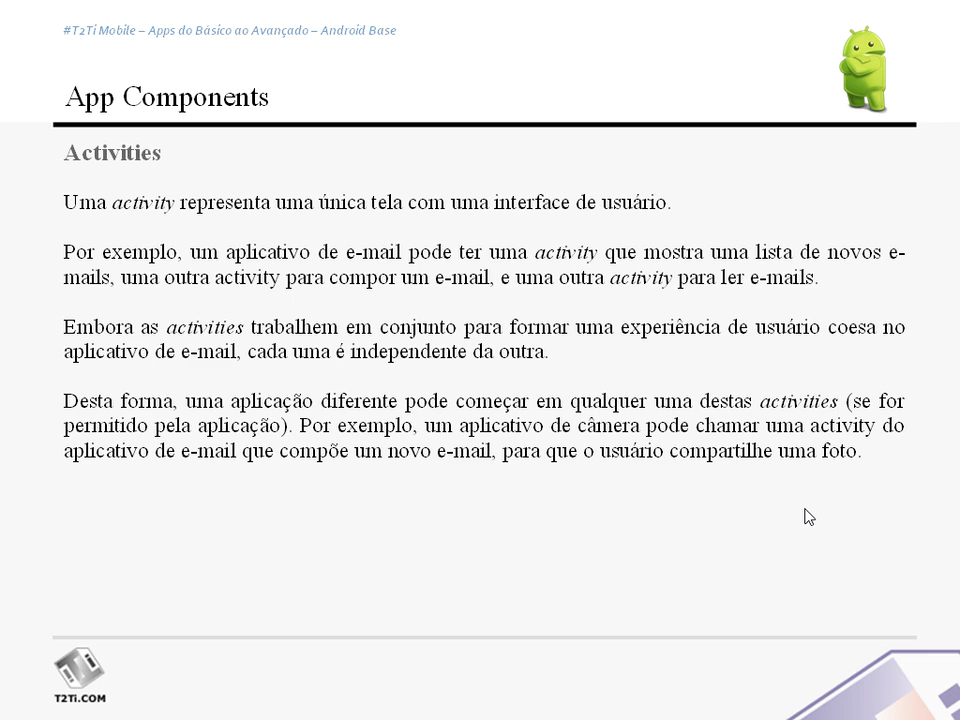 #T2Ti Mobile – Apps do Básico ao Avançado – Android Base
App Components
Activities
Uma activity representa uma única tela com uma interface de usuário.
Por exemplo, um aplicativo de e-mail pode ter uma activity que mostra uma lista de novos e-
mails, uma outra activity para compor um e-mail, e uma outra activity para ler e-mails.
Embora as activities trabalhem em conjunto para formar uma experiência de usuário coesa no
aplicativo de e-mail, cada uma é independente da outra.
Desta forma, uma aplicação diferente pode começar em qualquer uma destas activities (se for
permitido pela aplicação). Por exemplo, um aplicativo de câmera pode chamar uma activity do
aplicativo de e-mail que compõe um novo e-mail, para que o usuário compartilhe uma foto.
T2Ti.COM